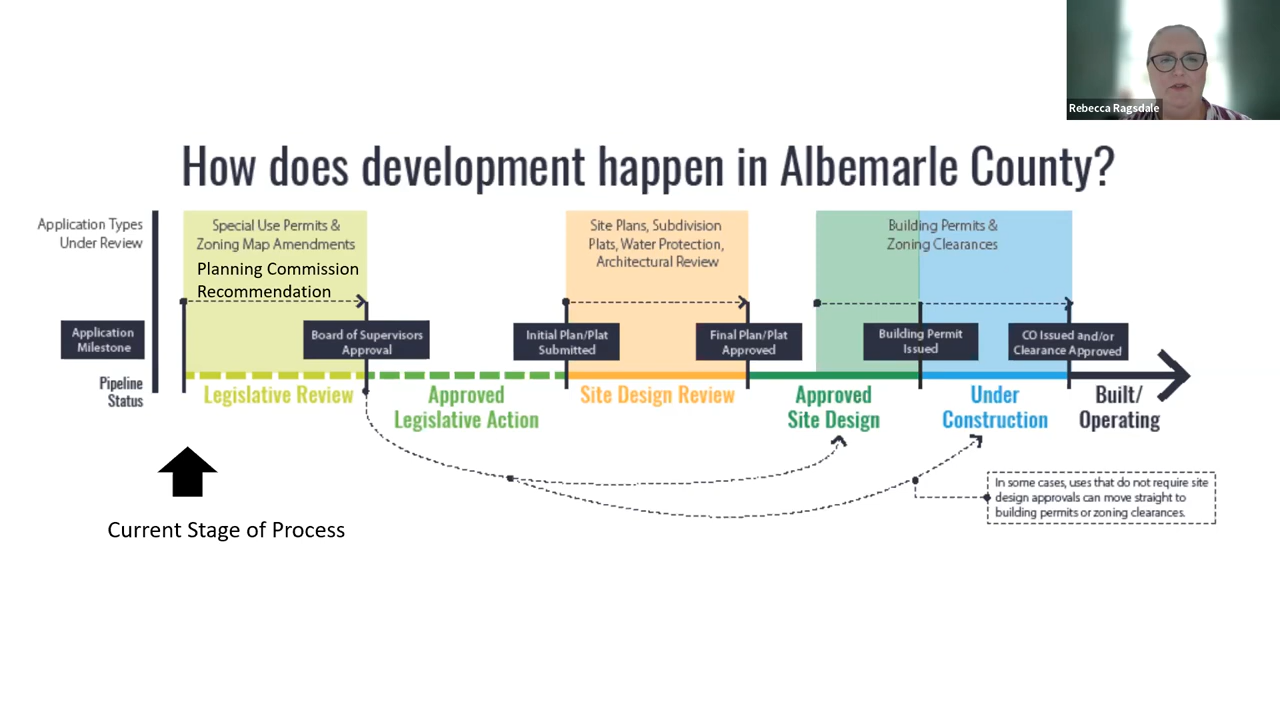 Rebecca Ragsdale
How does development happen in Albemarle County?
Application Types
Under Review
Special Use Permits &
Zoning Map Amendments
Planning Commission
Recommendation
Site Plans, Subdivision
Plats, Water Protection,
Architectural Review
Building Permits &
Zoning Clearances
Application
Milestone
Board of Supervisors
Approval
Initial Plan/Plat
Submitted
Final Plan/Plat
Approved
Building Permit
Issued
CO Issued and/or
Clearance Approved
Pipeline
Status
Legislative Review
Approved
Legislative Action
Site Design Review
Approved
Site Design
Under
Construction
Built/
Operating
In some cases, uses that do not require site
design approvals can move straight to
building permits or zoning clearances.
Current Stage of Process